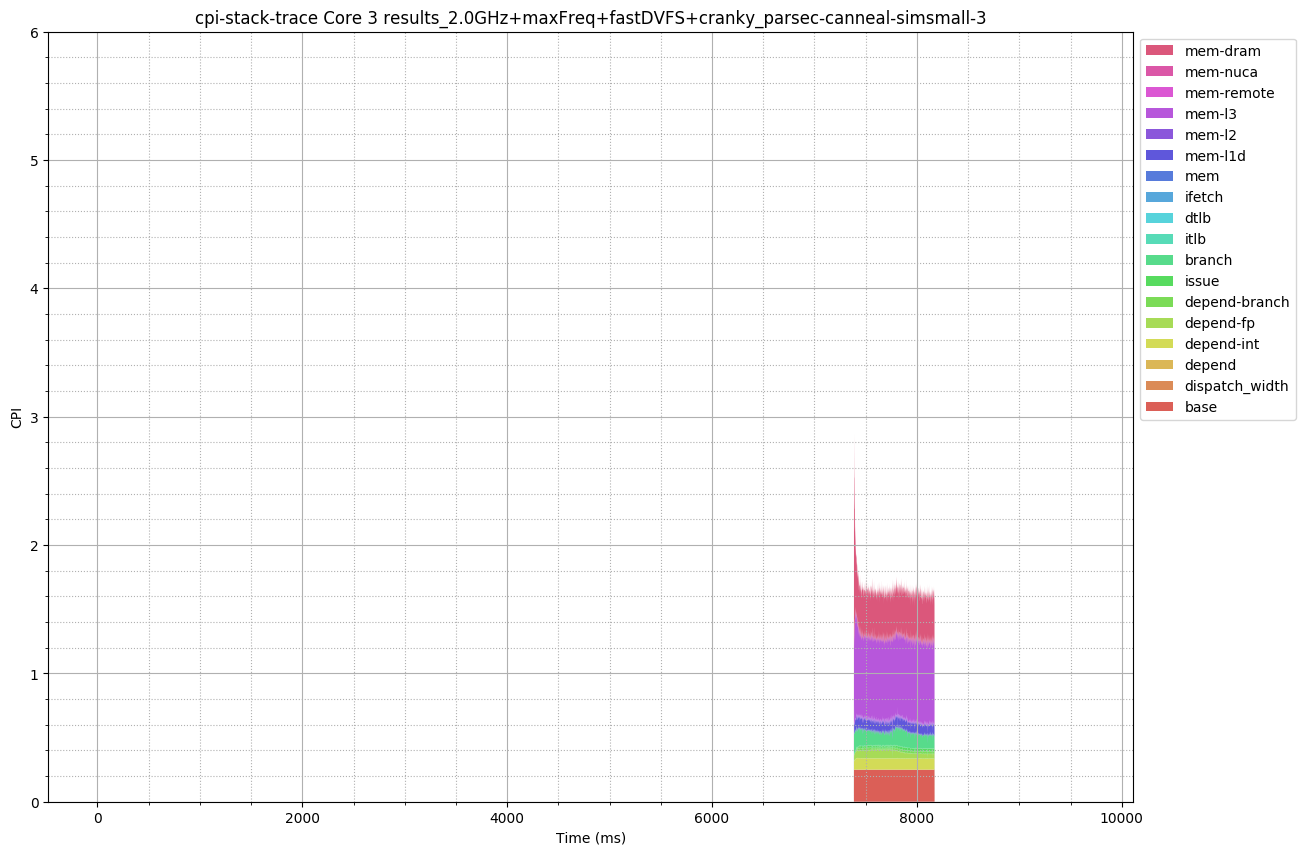 cpi-stack-trace Core 3 results_2.0GHz+maxFreq+fastDVFS+cranky_parsec-canneal-simsmall-3
6
5
4
3
2
1
0
CPI
0
2000
4000
6000
8000
10000
Time (ms)
mem-dram
mem-nuca
mem-remote
mem-l3
mem-l2
mem-l1d
mem
ifetch
dtlb
itlb
branch
issue
depend-branch
depend-fp
depend-int
depend
dispatch_width
base